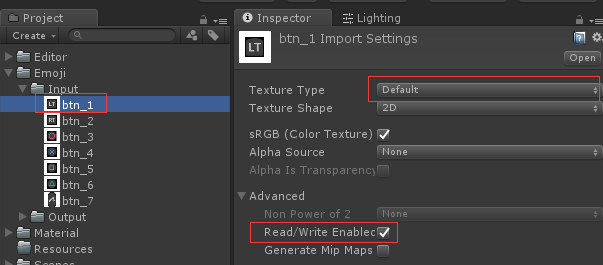 Project
Create
Editor
Emoji
Input
btn_1
btn_2
btn_3
btn_4
btn_5
btn_6
btn_7
Output
Material
Resources
Inspector
Lighting
LT
btn_1 Import Settings
Open
Texture Type
Default
Texture Shape
2D
sRGB (Color Texture)
Alpha Source
None
Alpha Is Transparency
Advanced
Non Power of 2
None
Read/Write Enabled
Generate Mip Maps